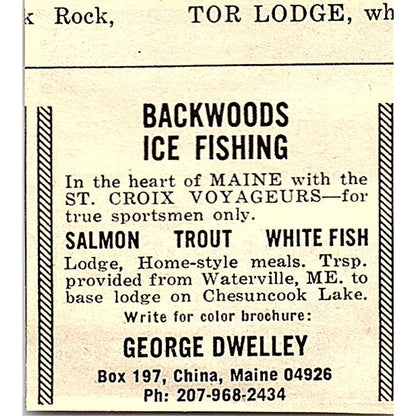 k Rock, TOR LODGE, wh
BACKWOODS
ICE FISHING
In the heart of MAINE with the
ST. CROIX VOYAGEURS—for
true sportsmen only.
SALMON TROUT WHITE FISH
Lodge, Home-style meals. Trsp.
provided from Waterville, ME. to
base lodge on Chesuncook Lake.
Write for color brochure:
GEORGE DWELLEY
Box 197, China, Maine 04926
Ph: 207-968-2434